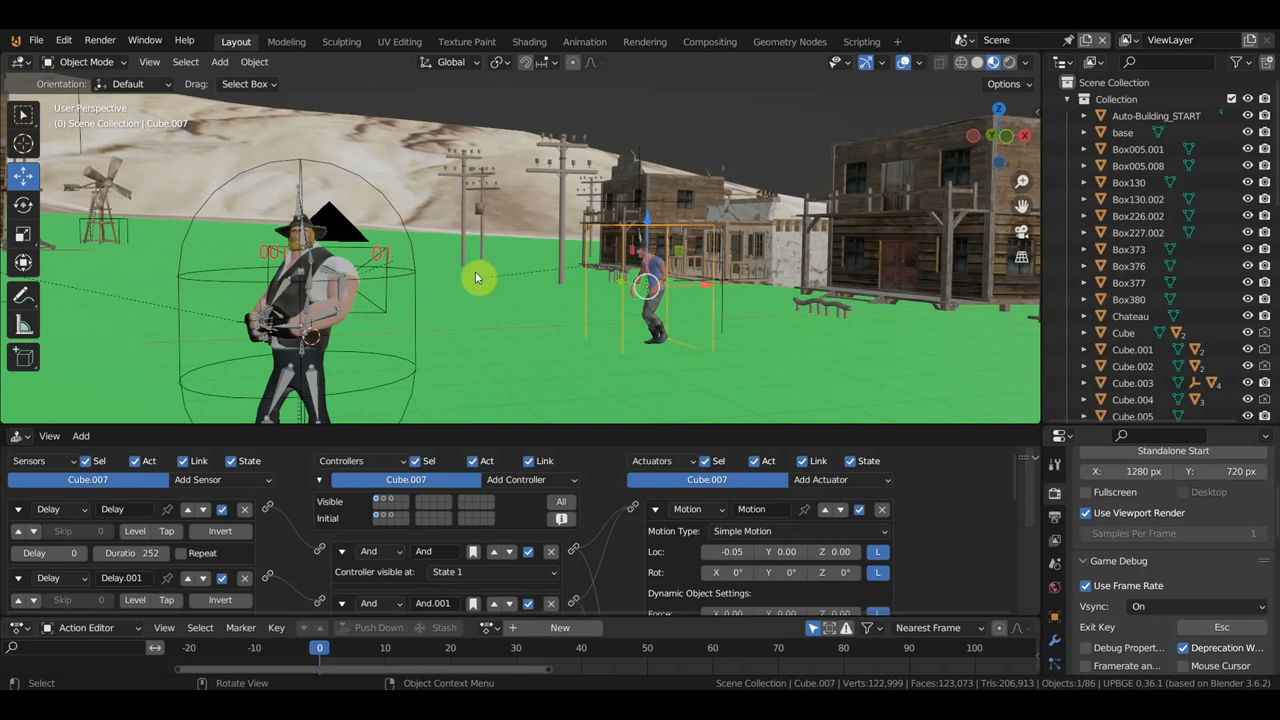 File Edit Render Window Help Layout Modeling Sculpting UV Editing Texture Paint Shading Animation Rendering Compositing Geometry Nodes Scripting + Scene ViewLayer
Object Mode View Select Add Object Global
Orientation: Default Drag: Select Box Options
User Perspective
(0) Scene Collection | Cube.007
Z
Y
X
Scene Collection
Collection
Auto-Building_START
base
Box005.001
Box005.008
Box130
Box130.002
Box226.002
Box227.002
Box373
Box376
Box377
Box380
Chateau
Cube 2
Cube.001 2
Cube.002 2
Cube.003 4
Cube.004 3
Cube.005
View Add
Sensors Sel Act Link State Controllers Sel Act Link Actuators Sel Act Link State
Cube.007 Add Sensor Cube.007 Add Controller Cube.007 Add Actuator
Delay Delay
Skip 0 Level Tap Invert
Delay 0 Duratio 252 Repeat
Delay Delay.001
Skip 0 Level Tap Invert
Visible All
Initial
And And
Controller visible at: State 1
And And.001
Motion Motion
Motion Type: Simple Motion
Loc: -0.05 Y 0.00 Z 0.00 L
Rot: X 0° Y 0° Z 0° L
Dynamic Object Settings:
Force: 0.00 0.00 0.00
Standalone Start
X: 1280 px Y: 720 px
Fullscreen Desktop
Use Viewport Render
Samples Per Frame 1
Game Debug
Use Frame Rate
Vsync: On
Exit Key Esc
Debug Propert... Deprecation W...
Framerate an... Mouse Cursor
Action Editor View Select Marker Key Push Down Stash + New Nearest Frame
-20 -10 0 10 20 30 40 50 60 70 80 90 100
Select Rotate View Object Context Menu Scene Collection | Cube.007 | Verts:122,999 | Faces:123,073 | Tris:206,913 | Objects:1/86 | UPBGE 0.36.1 (based on Blender 3.6.2)